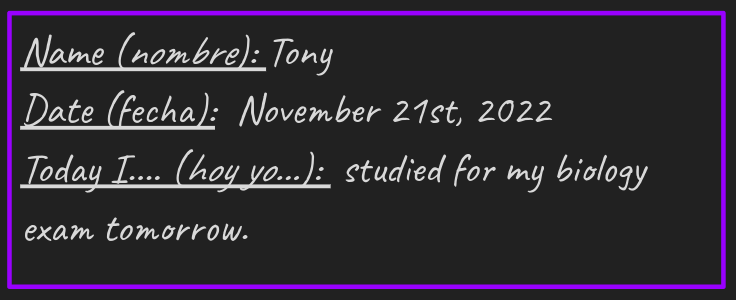 Name (nombre): Tony
Date (fecha): November 21st, 2022
Today I.... (hoy yo...): studied for my biology
exam tomorrow.